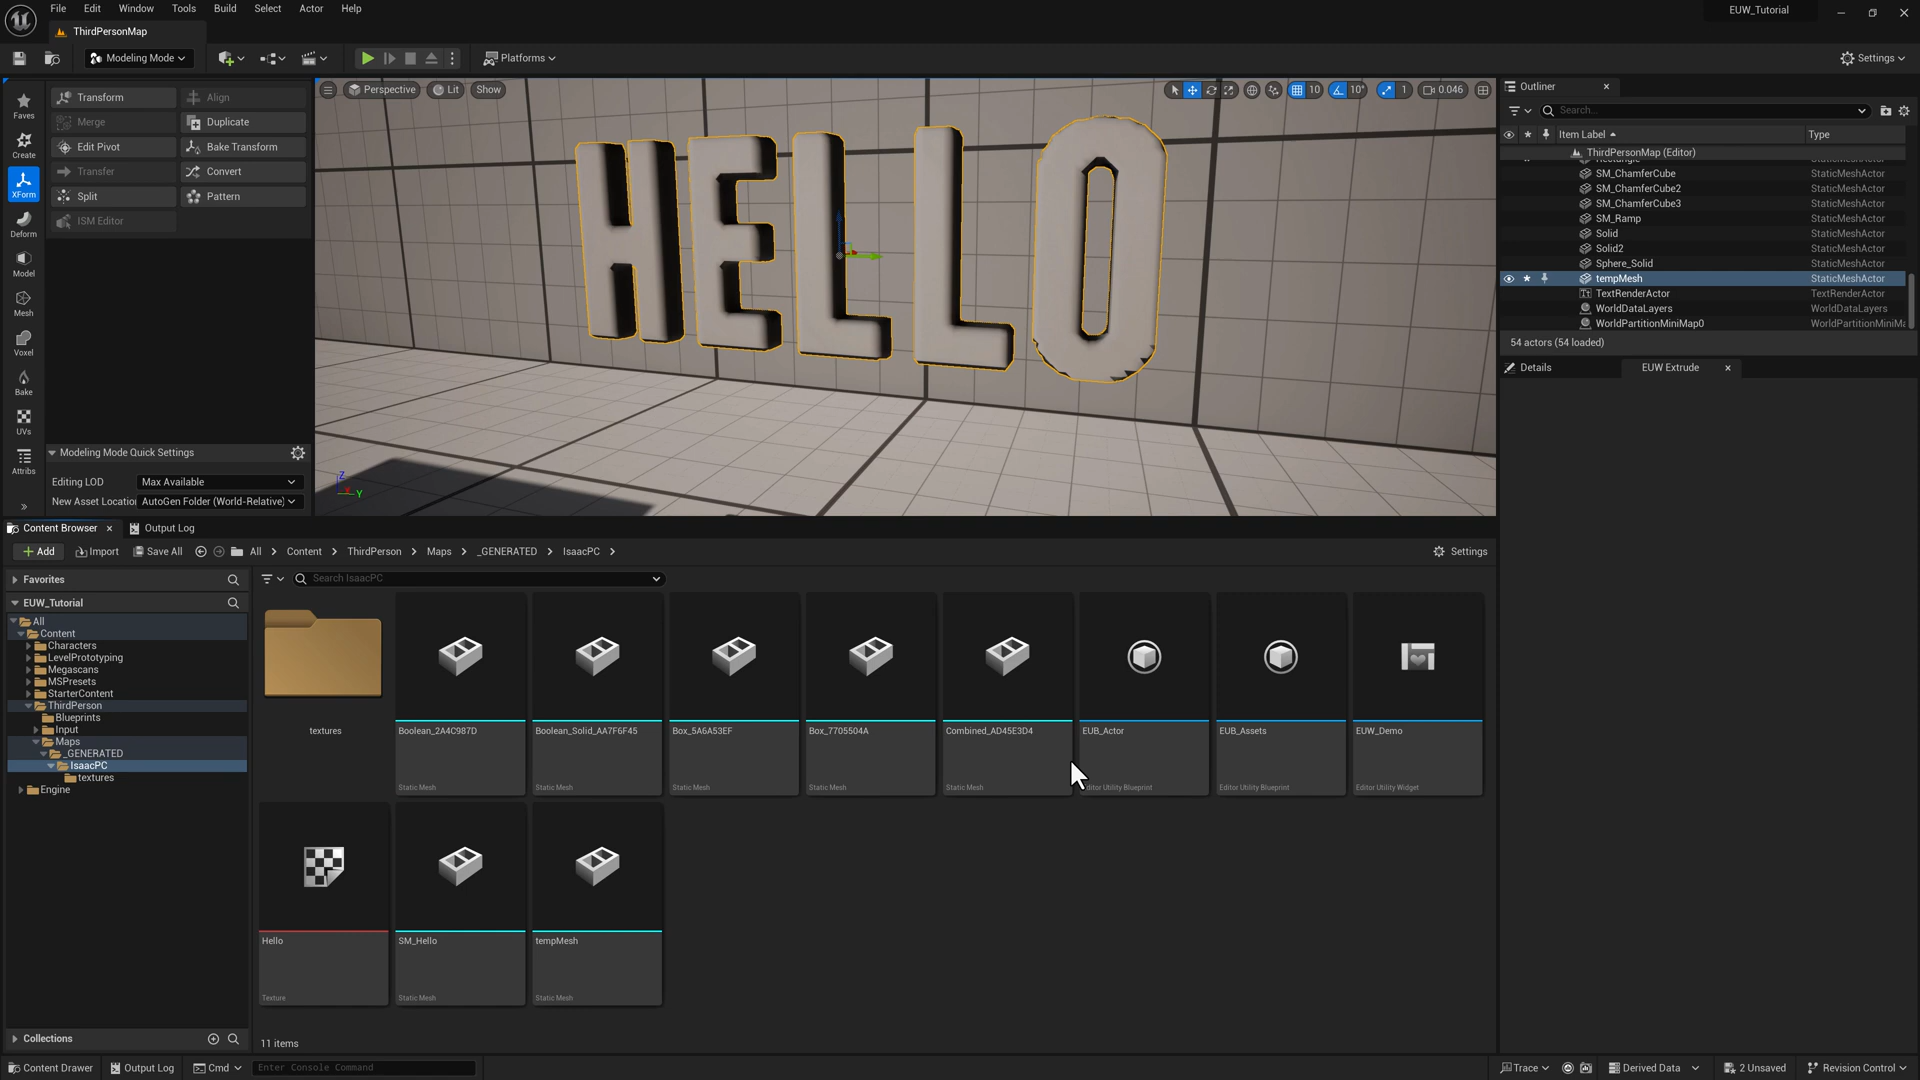 File Edit Window Tools Build Select Actor Help
EUW_Tutorial
ThirdPersonMap
Modeling Mode
Platforms
Settings
Faves
Create
XForm
Deform
Model
Mesh
Voxel
Bake
UVs
Attribs
Transform Align
Merge Duplicate
Edit Pivot Bake Transform
Transfer Convert
Split Pattern
ISM Editor
Modeling Mode Quick Settings
Editing LOD Max Available
New Asset Location AutoGen Folder (World-Relative)
Perspective Lit Show
10 10° 1 0.046
HELLO
Z
Y
Outliner
Search...
Item Label Type
ThirdPersonMap (Editor)
StaticMeshActor
SM_ChamferCube StaticMeshActor
SM_ChamferCube2 StaticMeshActor
SM_ChamferCube3 StaticMeshActor
SM_Ramp StaticMeshActor
Solid StaticMeshActor
Solid2 StaticMeshActor
Sphere_Solid StaticMeshActor
tempMesh StaticMeshActor
TextRenderActor TextRenderActor
WorldDataLayers WorldDataLayers
WorldPartitionMiniMap0 WorldPartitionMiniMa
54 actors (54 loaded)
Details EUW Extrude
Content Browser Output Log
Add Import Save All All Content ThirdPerson Maps _GENERATED IsaacPC
Settings
Favorites
Search IsaacPC
EUW_Tutorial
All
Content
Characters
LevelPrototyping
Megascans
MSPresets
StarterContent
ThirdPerson
Blueprints
Input
Maps
_GENERATED
IsaacPC
textures
Engine
Collections
textures
Boolean_2A4C987D
Static Mesh
Boolean_Solid_AA7F6F45
Static Mesh
Box_5A6A53EF
Static Mesh
Box_7705504A
Static Mesh
Combined_AD45E3D4
Static Mesh
EUB_Actor
ditor Utility Blueprint
EUB_Assets
Editor Utility Blueprint
EUW_Demo
Editor Utility Widget
Hello
Texture
SM_Hello
Static Mesh
tempMesh
Static Mesh
11 items
Content Drawer Output Log Cmd Enter Console Command
Trace Derived Data 2 Unsaved Revision Control